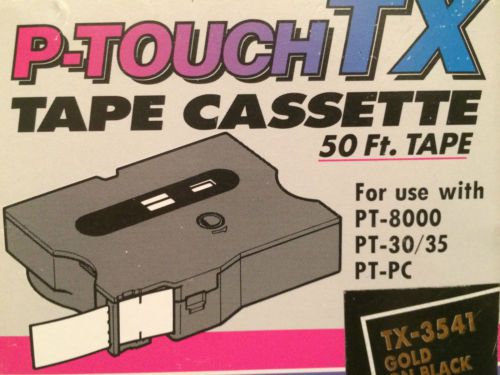 P-TOUCH TX
TAPE CASSETTE
50 Ft. TAPE
For use with
PT-8000
PT-30/35
PT-PC
TX-3541
GOLD
BLACK